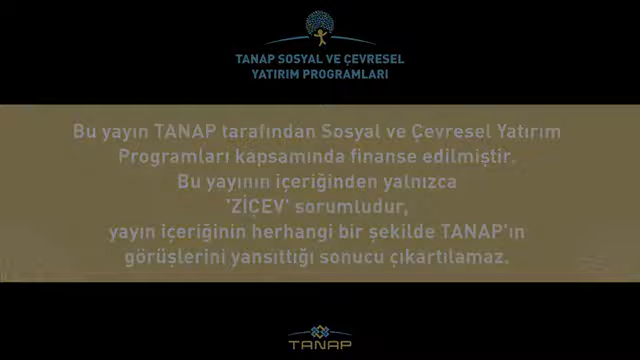 TANAP SOSYAL VE ÇEVRESEL
YATIRIM PROGRAMLARI
Bu yayın TANAP tarafından Sosyal ve Çevresel Yatırım
Programları kapsamında finanse edilmiştir.
Bu yayının içeriğinden yalnızca
'ZİÇEV' sorumludur,
yayın içeriğinin herhangi bir şekilde TANAP'ın
görüşlerini yansıttığı sonucu çıkartılamaz.
TANAP